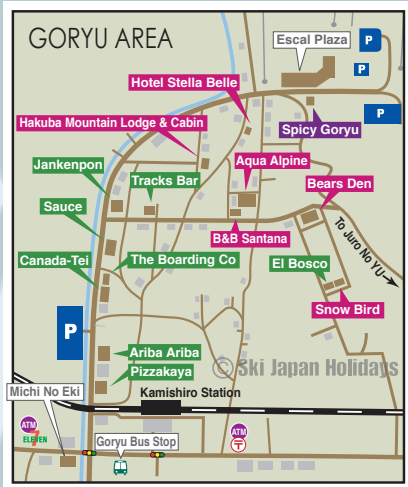 GORYU AREA
Escal Plaza
P
P
P
Hotel Stella Belle
Hakuba Mountain Lodge & Cabin
Spicy Goryu
Jankenpon
Tracks Bar
Aqua Alpine
Bears Den
Sauce
B&B Santana
To Juro No YU
Canada-Tei
The Boarding Co
El Bosco
Snow Bird
P
Ariba Ariba
© Ski Japan Holidays
Pizzakaya
Michi No Eki
Kamishiro Station
ATM
7
ELEVEN
Goryu Bus Stop
ATM
〒